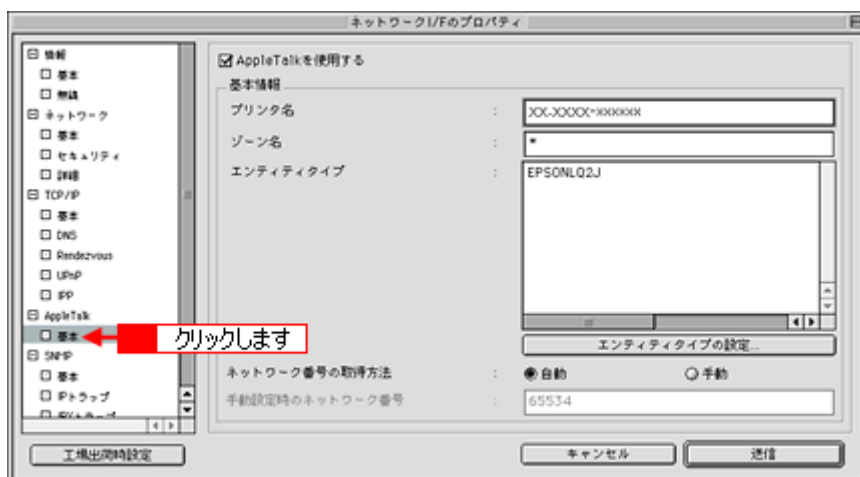 ネットワークI/Fのプロパティ
情報
基本
無線
ネットワーク
基本
セキュリティ
詳細
TCP/IP
基本
DNS
Rendezvous
UPnP
IPP
AppleTalk
基本
クリックします
SNMP
基本
IPトラップ
AppleTalkを使用する
基本情報
プリンタ名 : XX-XXXX-XXXXXX
ゾーン名 : *
エンティティタイプ : EPSONLQ2J
エンティティタイプの設定...
ネットワーク番号の取得方法 : 自動 手動
手動設定時のネットワーク番号 : 65534
工場出荷時設定
キャンセル
送信